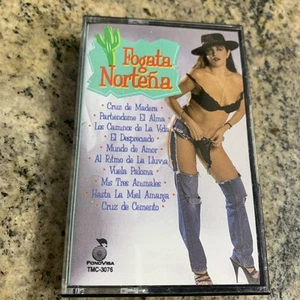 Fogata
Norteña
• Cruz de Madera •
• Partiendome El Alma •
• Los Caminos de La Vida •
• El Despreciado •
• Mundo de Amor •
• Al Ritmo de La Lluvia •
• Vuela Paloma •
• Mis Tres Animales •
• Hasta La Miel Amarga •
• Cruz de Cemento •
FONOVISA
TMC-3076